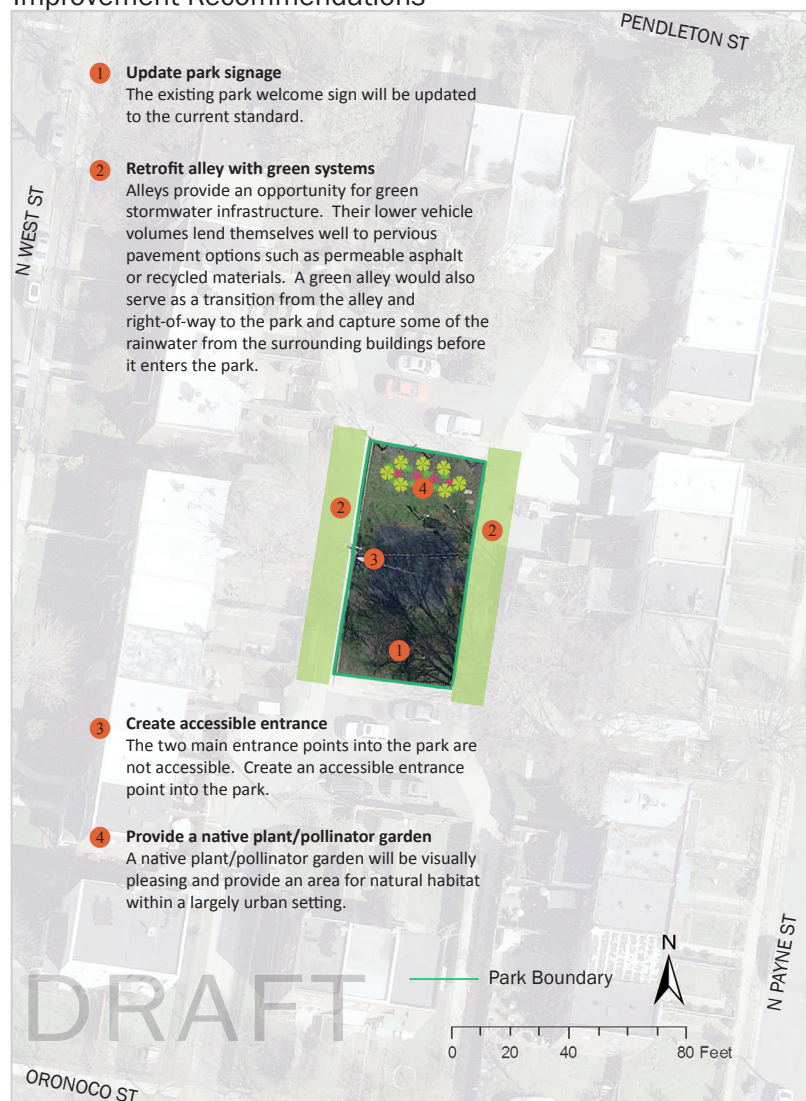 Improvement Recommendations
PENDLETON ST
1 Update park signage
The existing park welcome sign will be updated
to the current standard.
2 Retrofit alley with green systems
Alleys provide an opportunity for green
stormwater infrastructure. Their lower vehicle
volumes lend themselves well to pervious
pavement options such as permeable asphalt
or recycled materials. A green alley would also
serve as a transition from the alley and
right-of-way to the park and capture some of the
rainwater from the surrounding buildings before
it enters the park.
N WEST ST
4
2
2
3
1
3 Create accessible entrance
The two main entrance points into the park are
not accessible. Create an accessible entrance
point into the park.
4 Provide a native plant/pollinator garden
A native plant/pollinator garden will be visually
pleasing and provide an area for natural habitat
within a largely urban setting.
N PAYNE ST
N
Park Boundary
DRAFT
0 20 40 80 Feet
ORONOCO ST